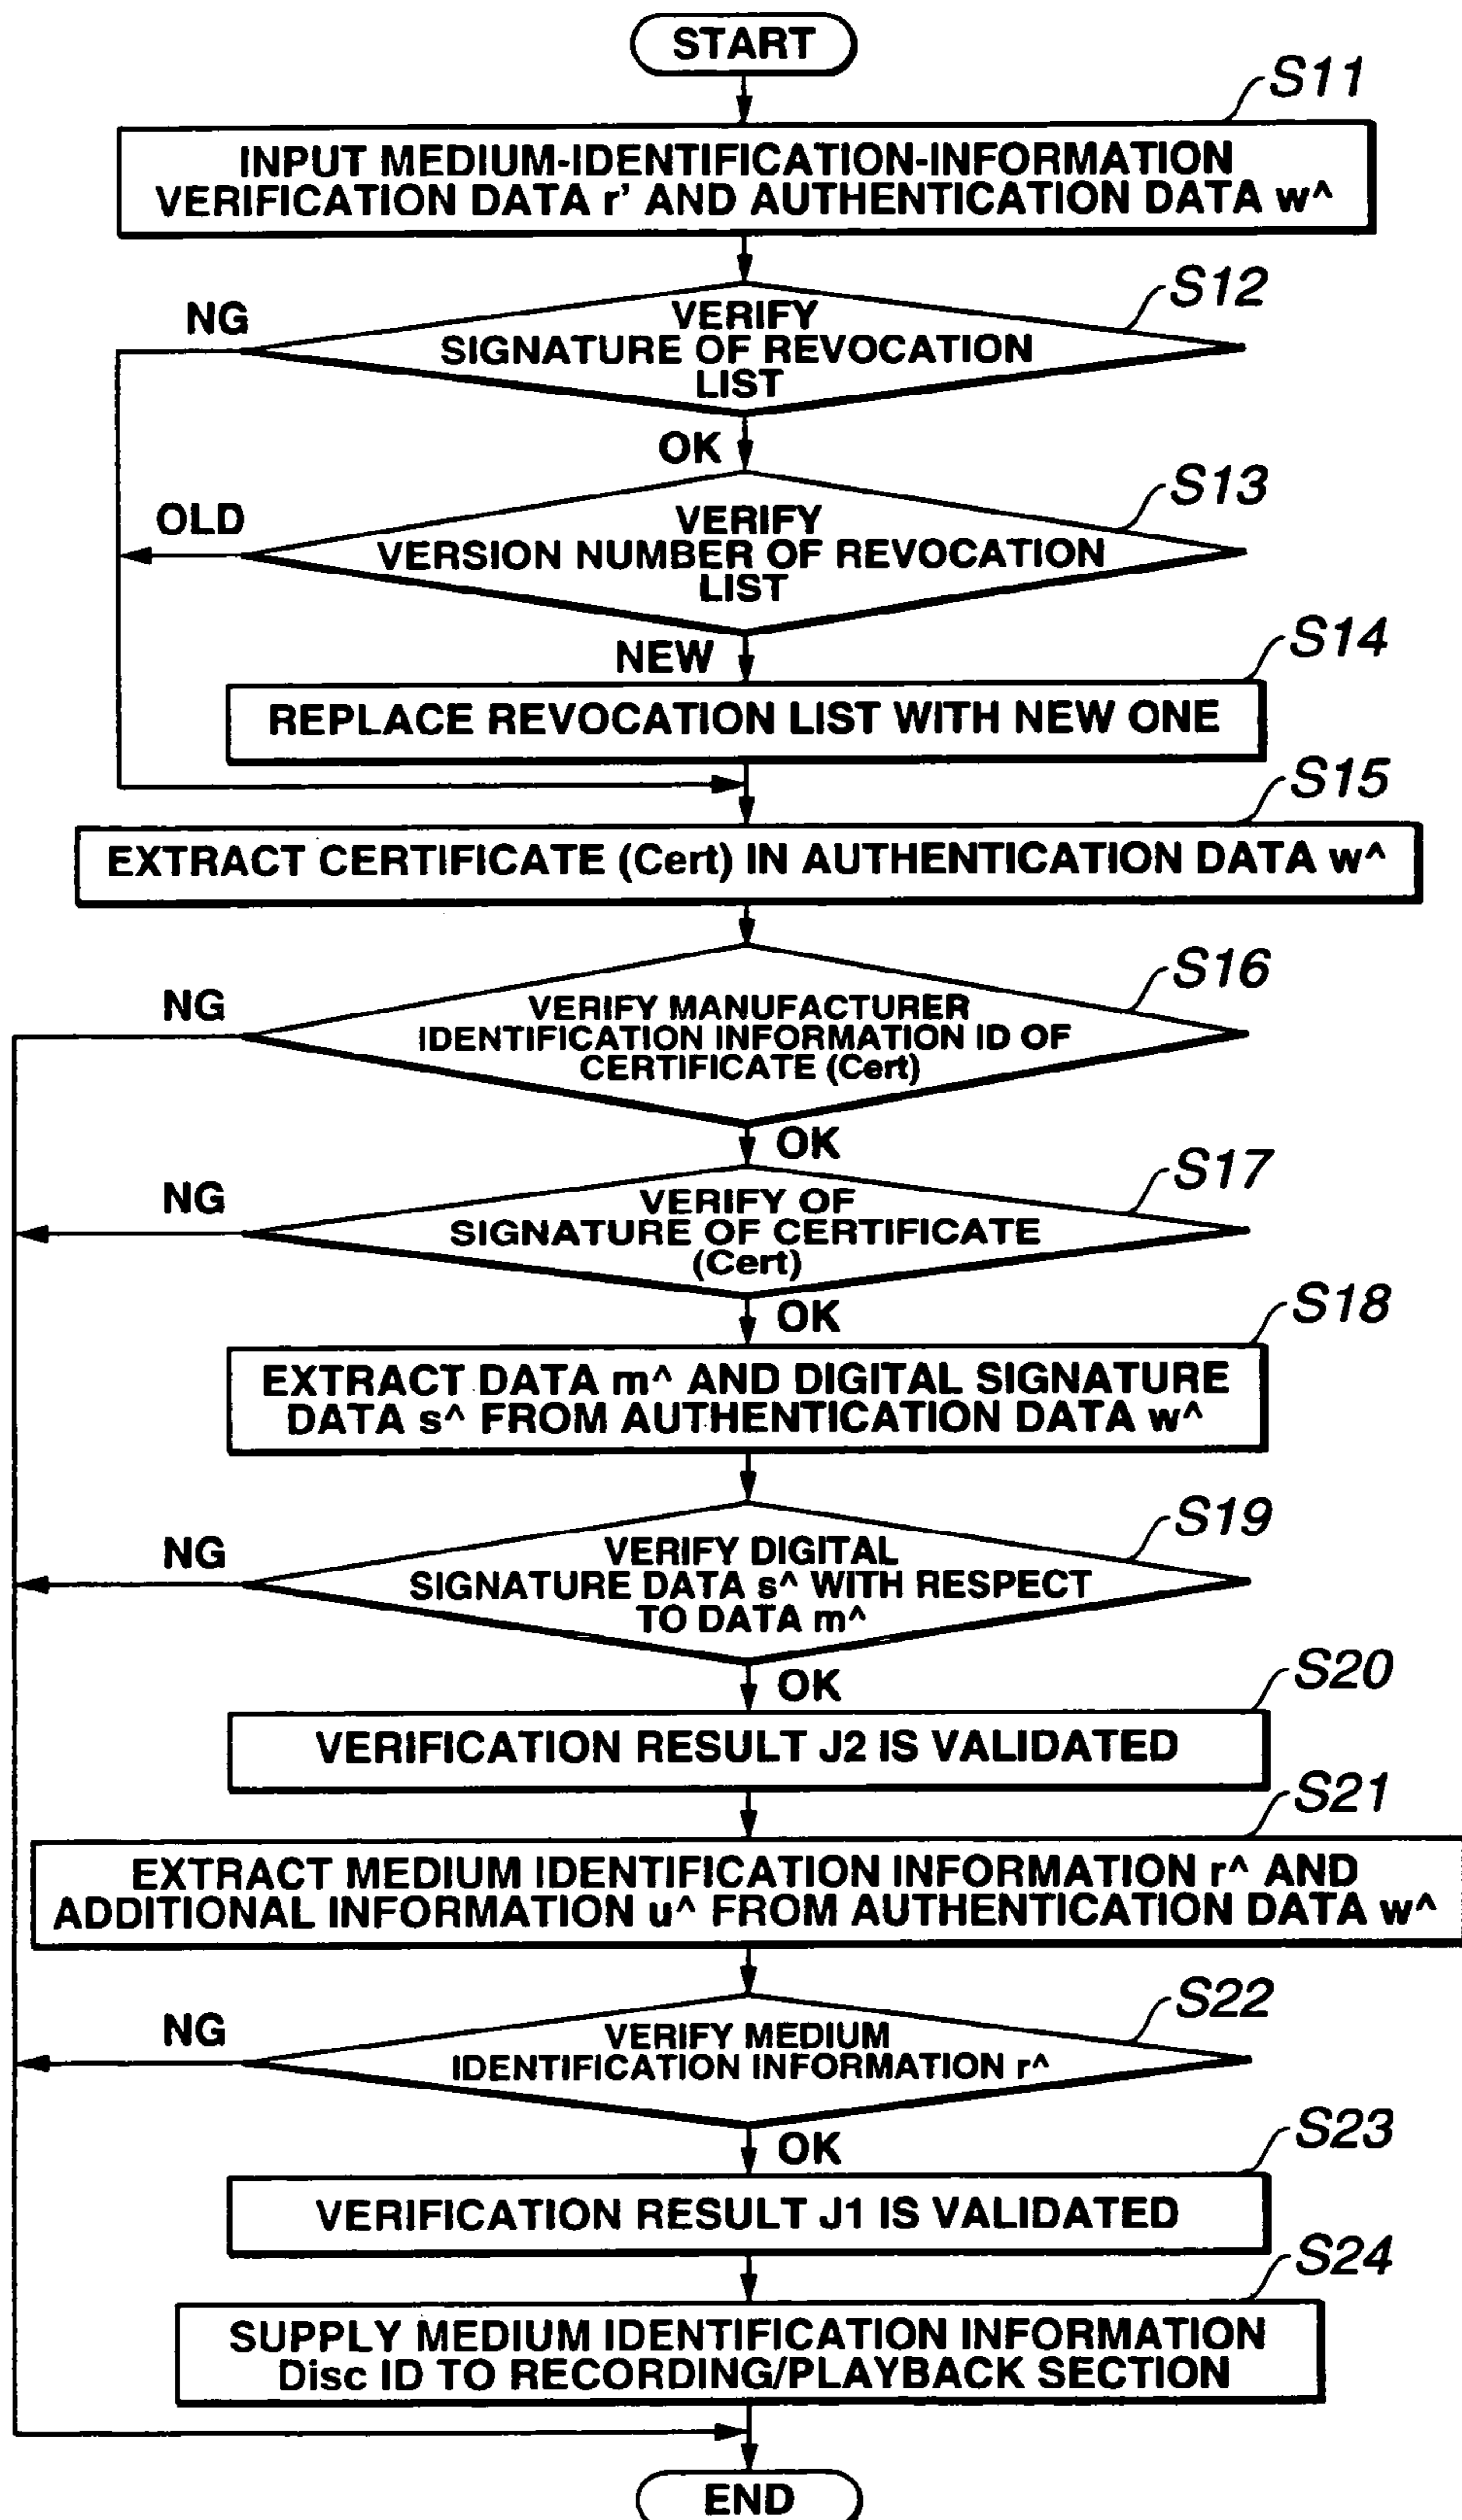 START
S11
INPUT MEDIUM-IDENTIFICATION-INFORMATION
VERIFICATION DATA r' AND AUTHENTICATION DATA w^
S12
NG
VERIFY
SIGNATURE OF REVOCATION
LIST
OK
S13
OLD
VERIFY
VERSION NUMBER OF REVOCATION
LIST
NEW
S14
REPLACE REVOCATION LIST WITH NEW ONE
S15
EXTRACT CERTIFICATE (Cert) IN AUTHENTICATION DATA w^
S16
NG
VERIFY MANUFACTURER
IDENTIFICATION INFORMATION ID OF
CERTIFICATE (Cert)
OK
S17
NG
VERIFY OF
SIGNATURE OF CERTIFICATE
(Cert)
OK
S18
EXTRACT DATA m^ AND DIGITAL SIGNATURE
DATA s^ FROM AUTHENTICATION DATA w^
S19
NG
VERIFY DIGITAL
SIGNATURE DATA s^ WITH RESPECT
TO DATA m^
OK
S20
VERIFICATION RESULT J2 IS VALIDATED
S21
EXTRACT MEDIUM IDENTIFICATION INFORMATION r^ AND
ADDITIONAL INFORMATION u^ FROM AUTHENTICATION DATA w^
S22
NG
VERIFY MEDIUM
IDENTIFICATION INFORMATION r^
OK
S23
VERIFICATION RESULT J1 IS VALIDATED
S24
SUPPLY MEDIUM IDENTIFICATION INFORMATION
Disc ID TO RECORDING/PLAYBACK SECTION
END